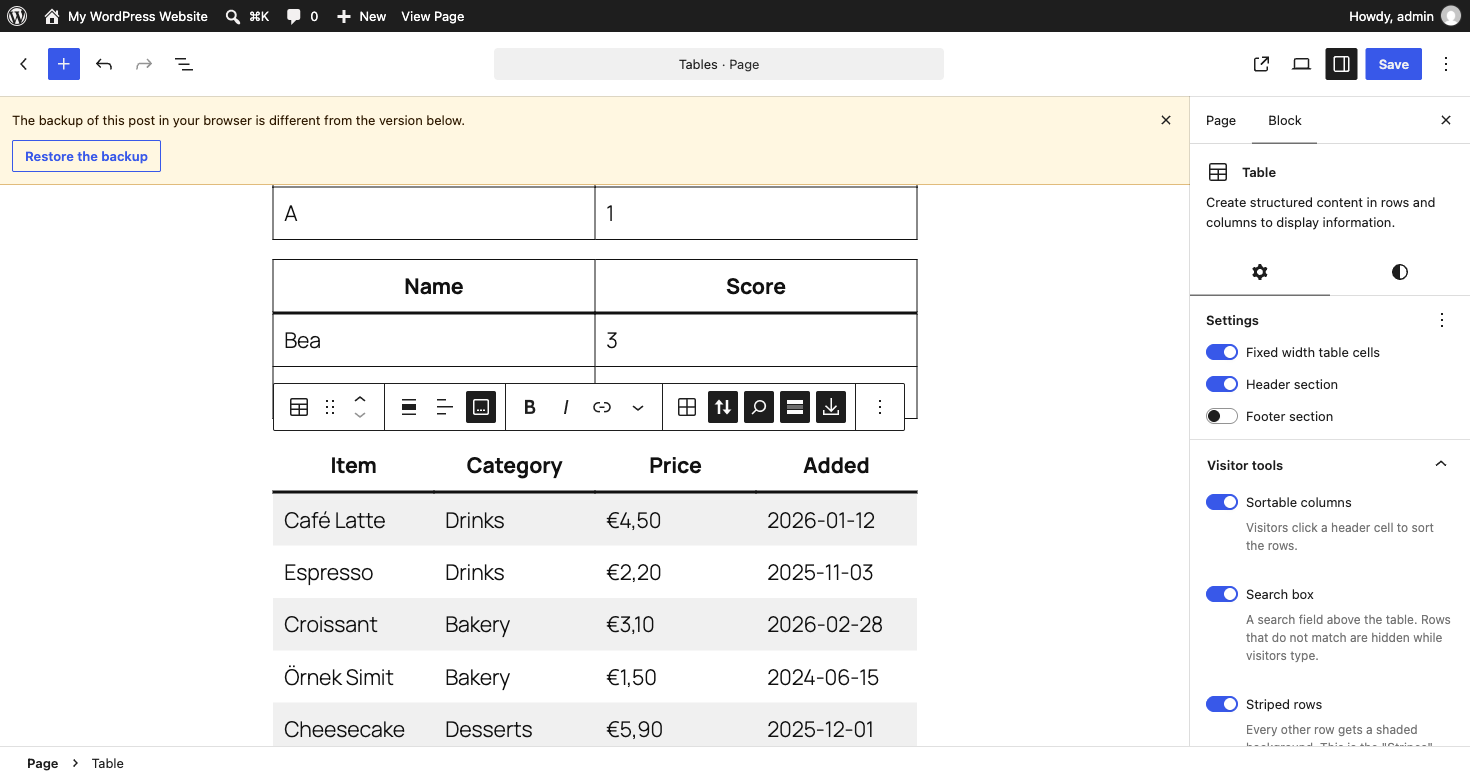 My WordPress Website ⌘K 0 New View Page Howdy, admin
Tables · Page
Save
The backup of this post in your browser is different from the version below.
Restore the backup
A 1
Name Score
Bea 3
B I
Item Category Price Added
Café Latte Drinks €4,50 2026-01-12
Espresso Drinks €2,20 2025-11-03
Croissant Bakery €3,10 2026-02-28
Örnek Simit Bakery €1,50 2024-06-15
Cheesecake Desserts €5,90 2025-12-01
Page Block
Table
Create structured content in rows and
columns to display information.
Settings
Fixed width table cells
Header section
Footer section
Visitor tools
Sortable columns
Visitors click a header cell to sort
the rows.
Search box
A search field above the table. Rows
that do not match are hidden while
visitors type.
Striped rows
Every other row gets a shaded
background. This is the "Stripes"
Page Table